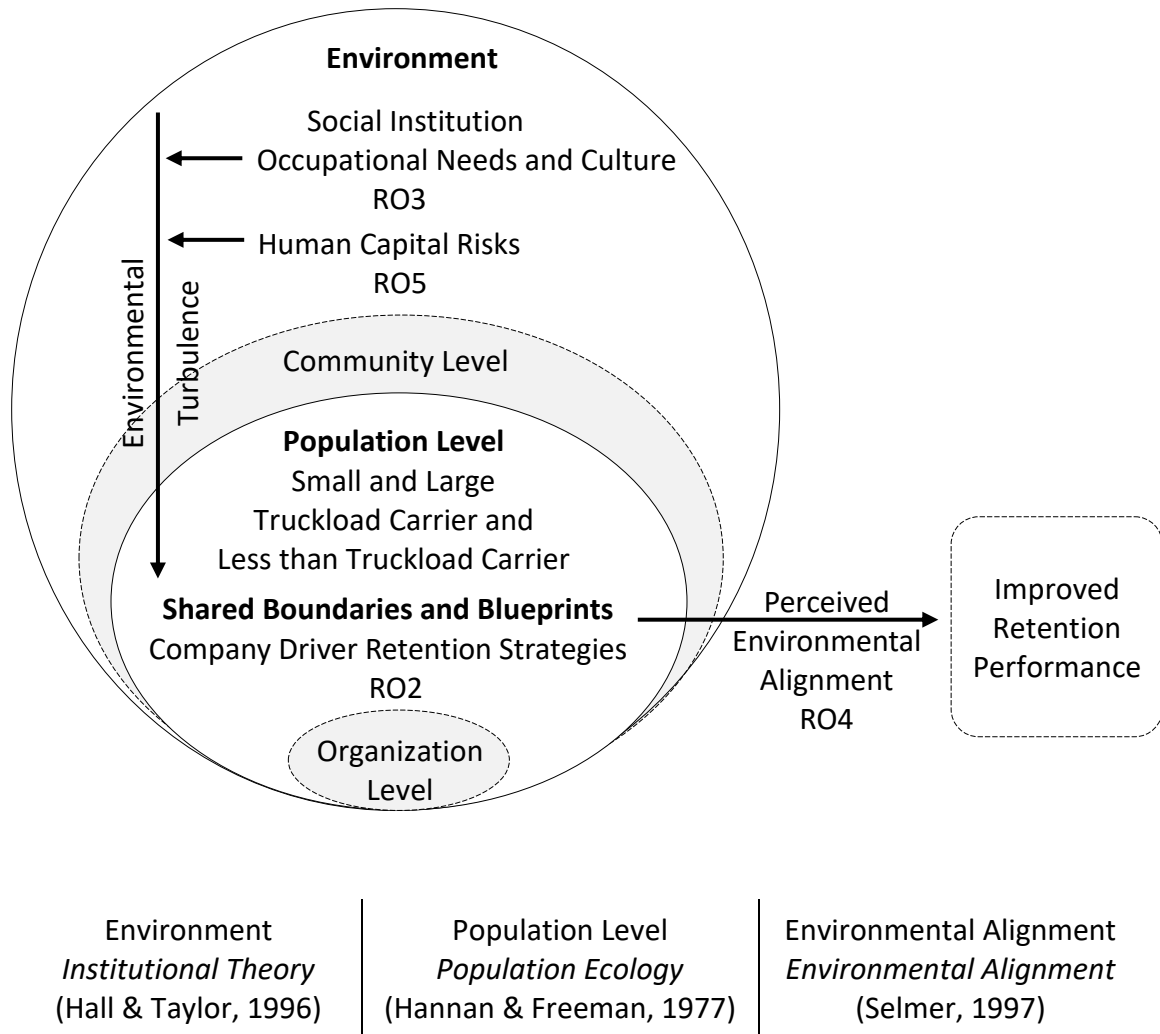 Environment
Social Institution
Occupational Needs and Culture
RO3
Human Capital Risks
RO5
Environmental
Turbulence
Community Level
Population Level
Small and Large
Truckload Carrier and
Less than Truckload Carrier
Shared Boundaries and Blueprints
Company Driver Retention Strategies
RO2
Organization
Level
Perceived
Environmental
Alignment
RO4
Improved
Retention
Performance
Environment
Institutional Theory
(Hall & Taylor, 1996)
Population Level
Population Ecology
(Hannan & Freeman, 1977)
Environmental Alignment
Environmental Alignment
(Selmer, 1997)